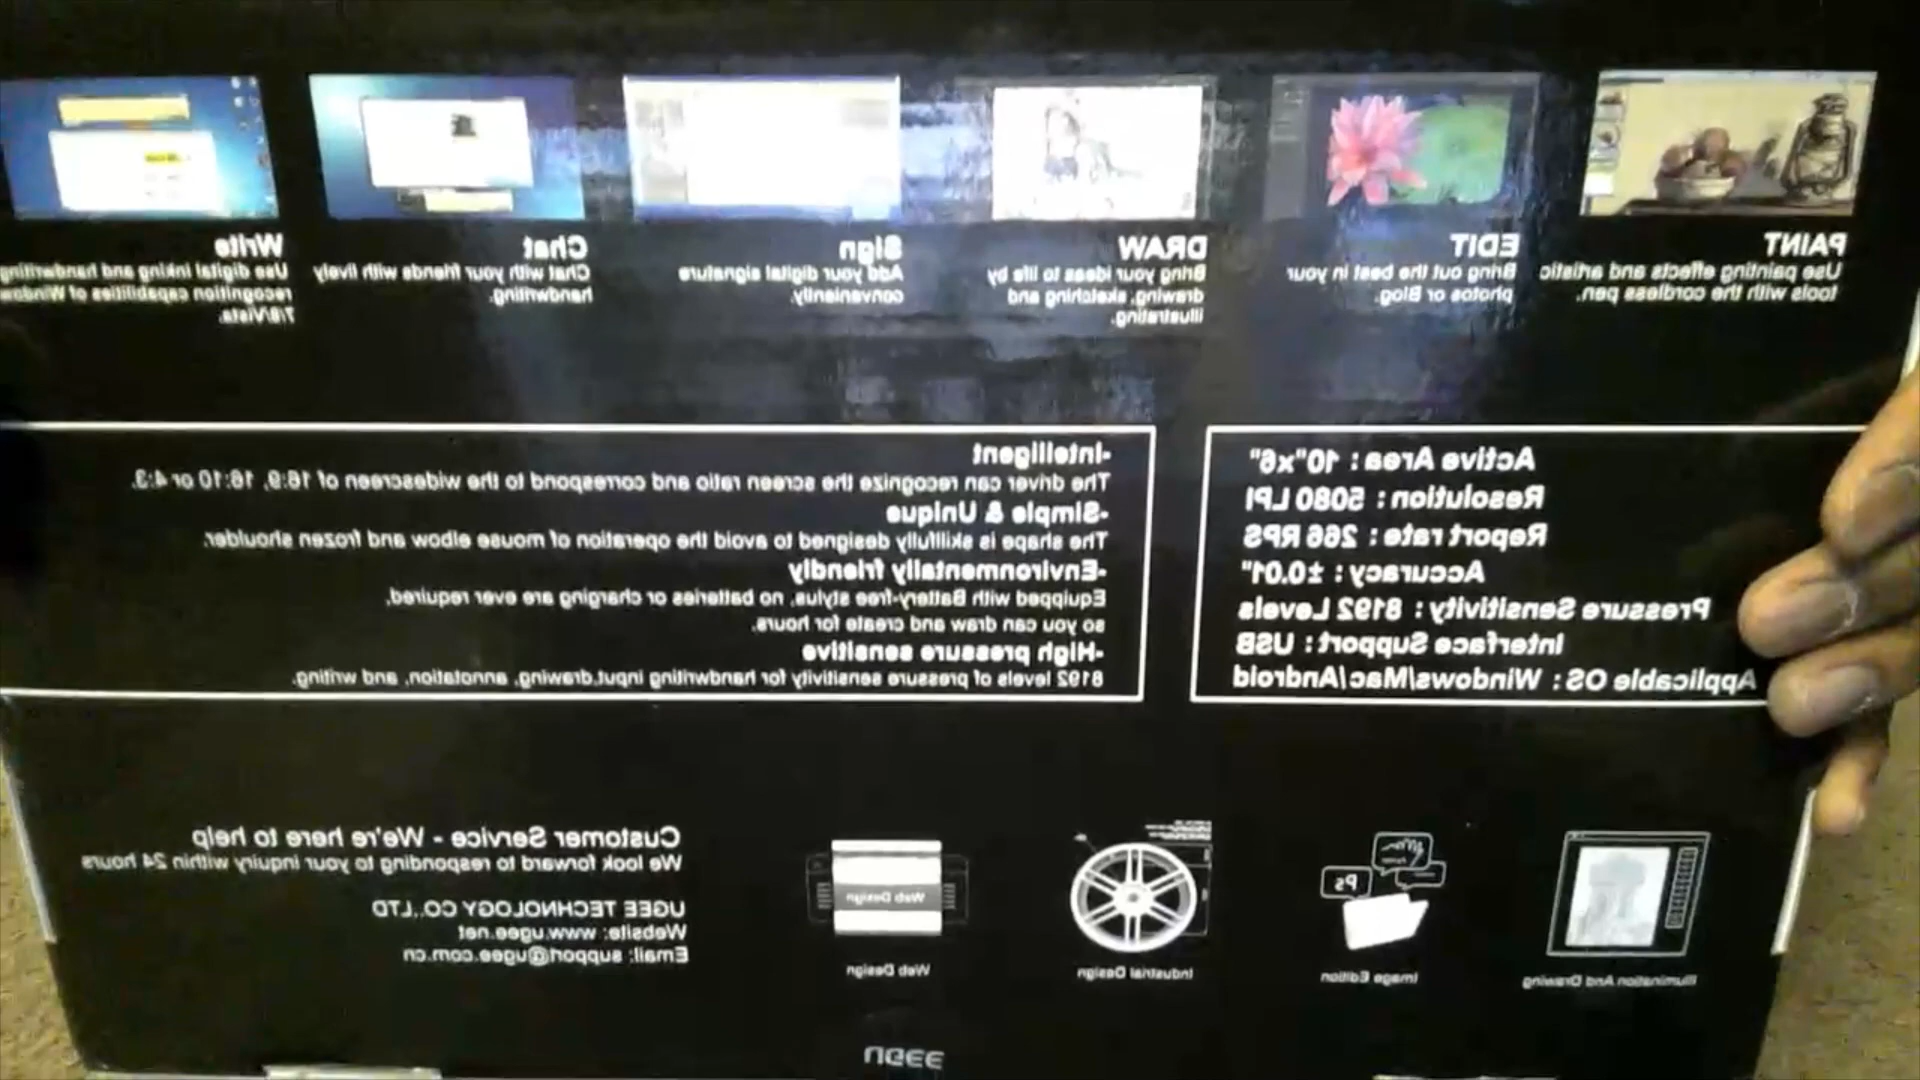 PAINT
Use painting effects and artistic
tools with the cordless pen.
EDIT
Bring out the best in your
photos or Blog.
DRAW
Bring your ideas to life by
drawing, sketching and
illustrating.
Sign
Add your digital signature
conveniantly.
Chat
Chat with your friends with lively
handwriting.
Write
Use digital inking and handwriting
recognition capabilities of Window
7/8/Vista.
Active Area : 10"x6"
Resolution : 5080 LPI
Report rate : 266 RPS
Accuracy : ±0.01"
Pressure Sensitivity : 8192 Levels
Interface Support : USB
Applicable OS : Windows/Mac/Android
-Intelligent
The driver can recognize the screen ratio and correspond to the widescreen of 16:9, 16:10 or 4:3.
-Simple & Unique
The shape is skillfully designed to avoid the operation of mouse elbow and frozen shoulder.
-Environmentally friendly
Equipped with Battery-free stylus, no batteries or charging are ever required,
so you can draw and create for hours.
-High pressure sensitive
8192 levels of pressure sensitivity for handwriting input,drawing, annotation, and writing.
Illumination And Drawing
Ps
Image Edition
Industrial Design
Web Design
Web Design
Customer Service - We're here to help
We look forward to responding to your inquiry within 24 hours
UGEE TECHNOLOGY CO.,LTD
Website: www.ugee.net
Email: support@ugee.com.cn
ugee